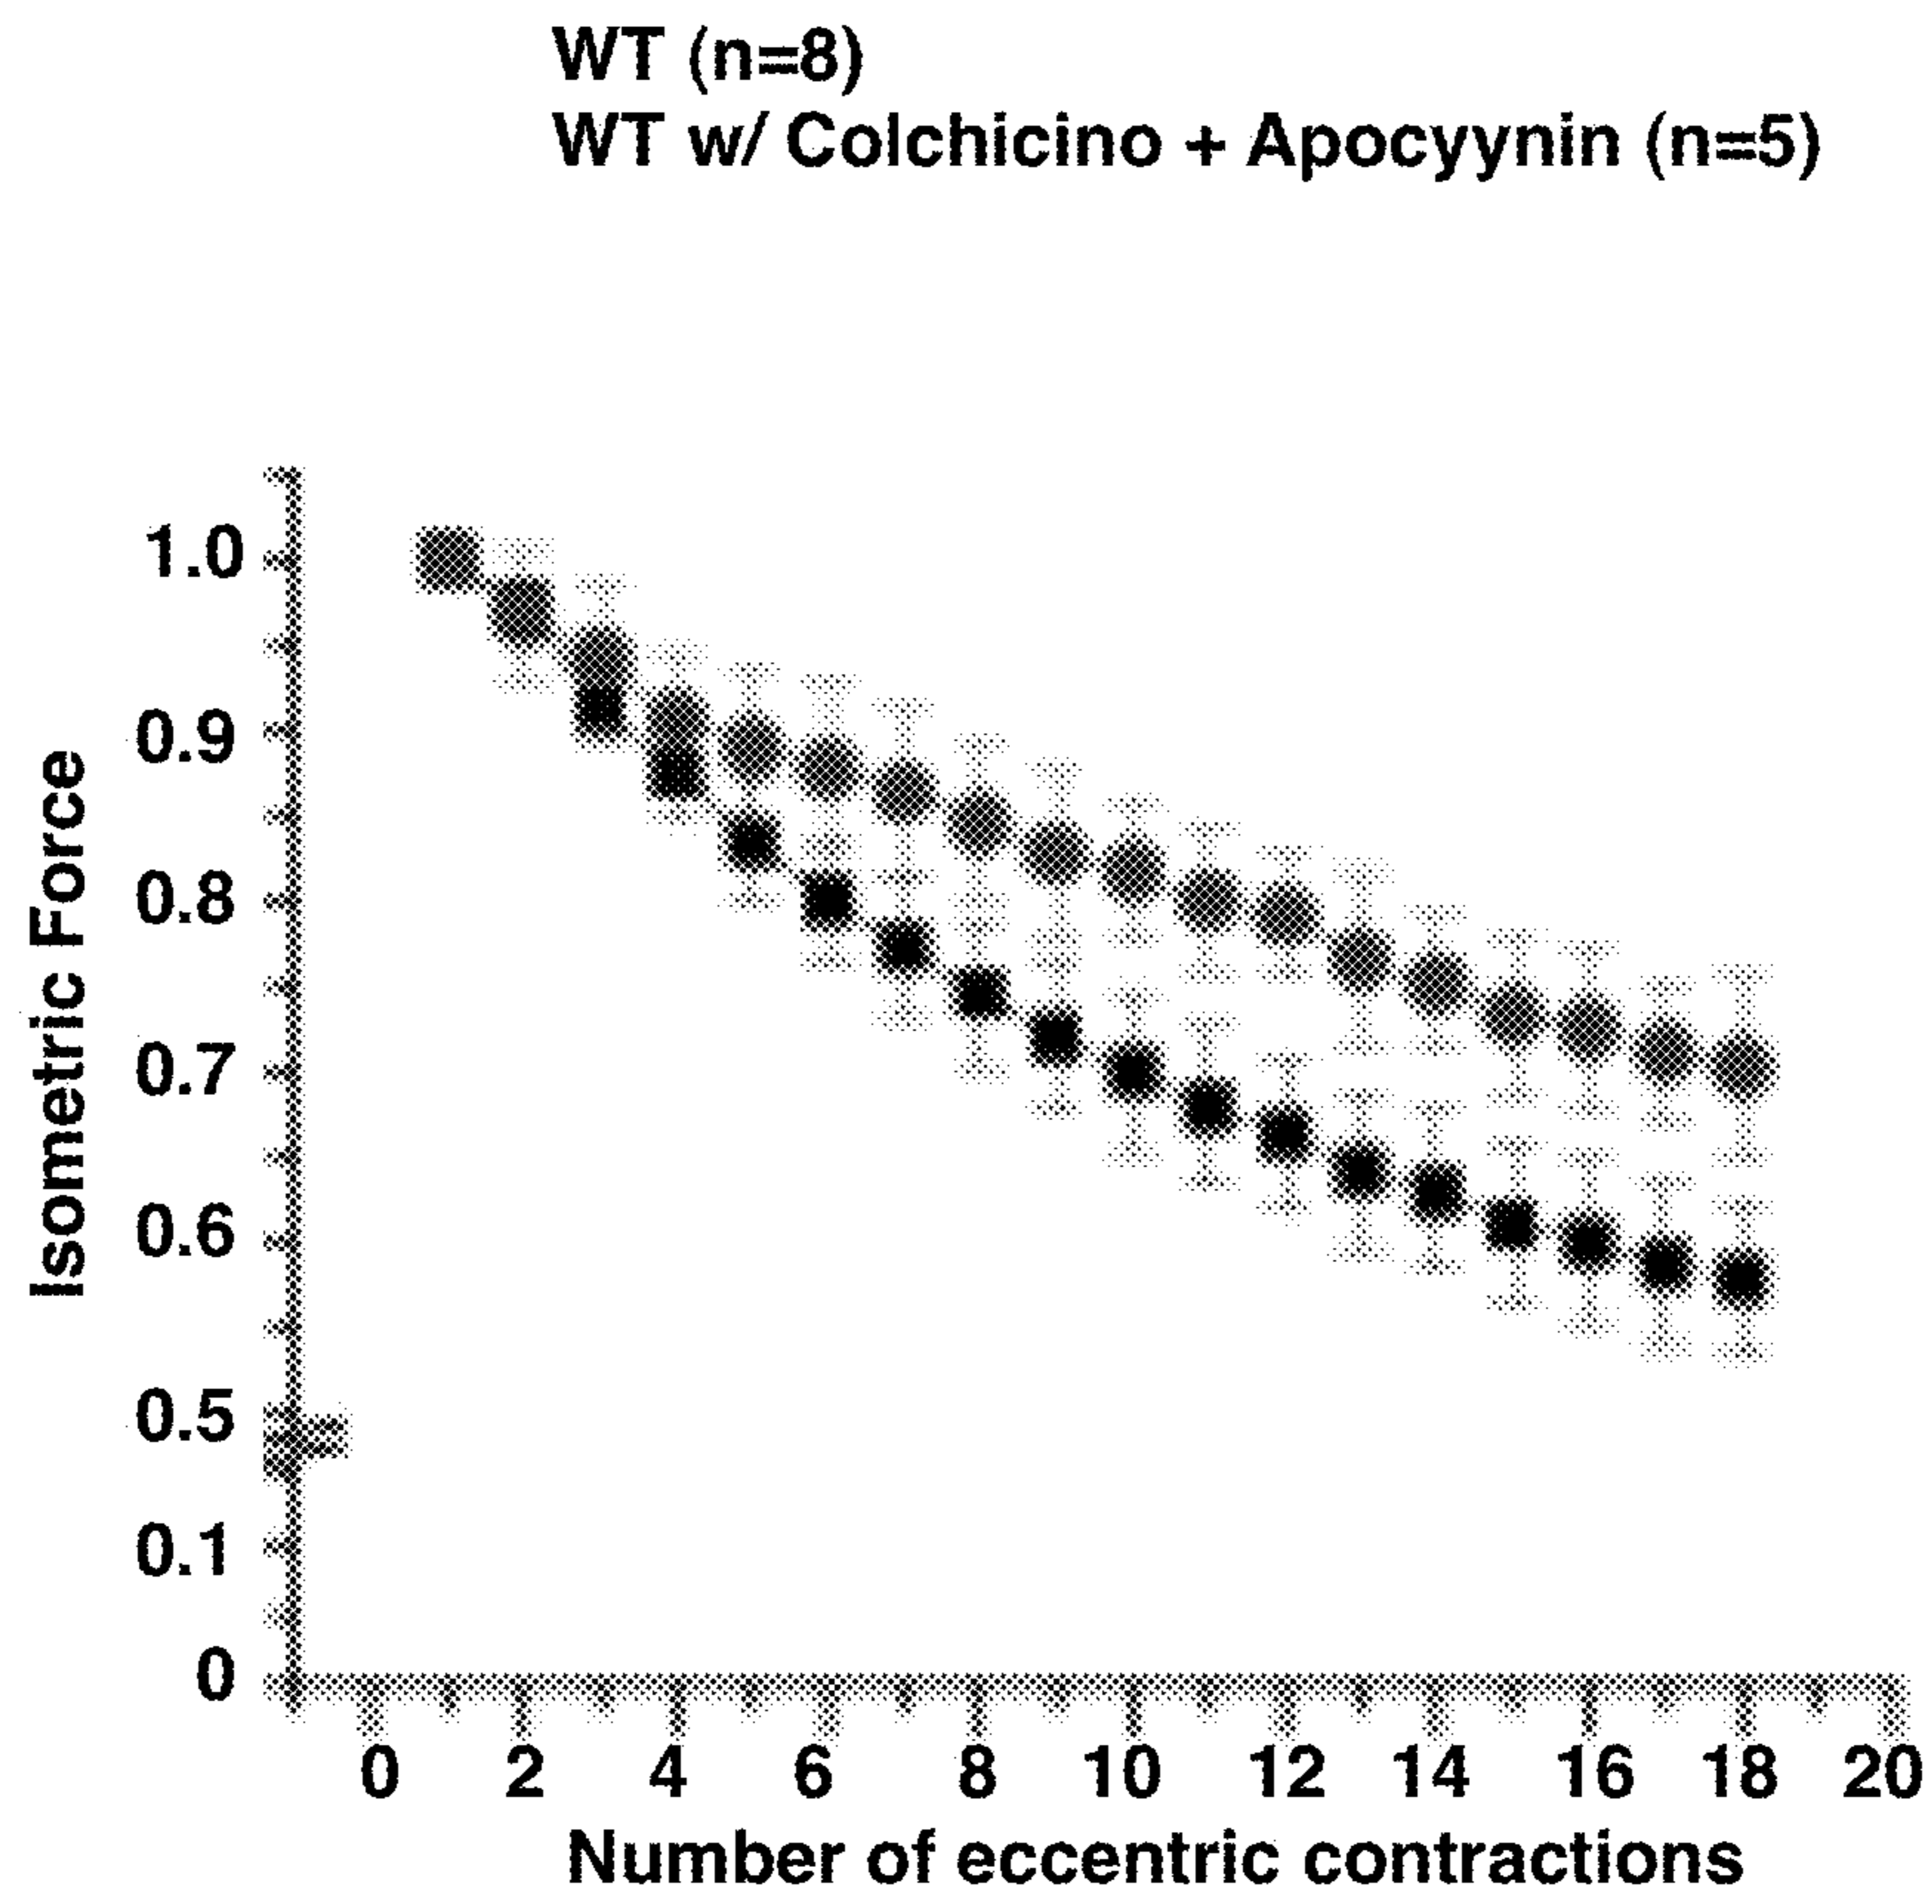 WT (n=8)
WT w/ Colchicino + Apocyynin (n=5)
Isometric Force
1.0
0.9
0.8
0.7
0.6
0.5
0.1
0
0 2 4 6 8 10 12 14 16 18 20
Number of eccentric contractions